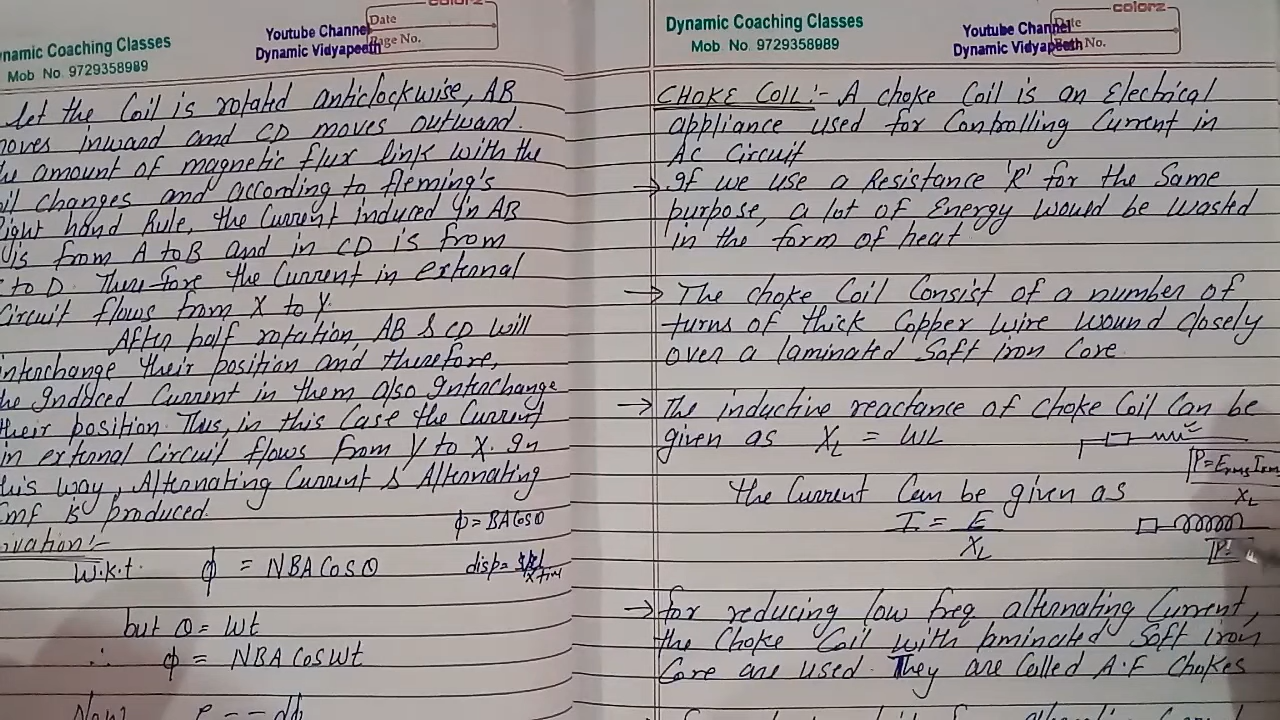 Dynamic Coaching Classes
Mob No. 9729358989
Youtube Channel
Dynamic Vidyapeeth
Date
Page No.
let the Coil is rotated anticlockwise, AB
moves inward and CD moves outward.
amount of magnetic flux link with the
changes and according to fleming's
Right hand Rule, the Current induced in AB
is from A to B and in CD is from
to D. Therefore the Current in external
Circuit flows from X to Y.
After half rotation, AB & CD will
interchange their position and therefore,
the Induced Current in them also Interchange
their position. Thus, in this Case the Current
in external Circuit flows from Y to X. In
this way, Alternating Current & Alternating
emf is produced.
ϕ = BACosθ
W.k.t. ϕ = NBA Cosθ
disp=
but θ = wt
∴ ϕ = NBA Coswt
Now,
colorz
Dynamic Coaching Classes
Mob No. 9729358989
Youtube Channel
Dynamic Vidyapeeth
Date
No.
CHOKE COIL:- A choke Coil is an Electrical
appliance used for Controlling Current in
AC Circuit
→ If we use a Resistance 'R' for the Same
purpose, a lot of Energy would be wasted
in the form of heat
→ The choke Coil Consist of a number of
turns of thick Copper wire wound closely
over a laminated Soft iron Core.
→ The inductive reactance of choke Coil Can be
given as XL = WL
P=Erms Irms
XL
the Current Can be given as
I = E
XL
P=
→ for reducing low freq alternating Current,
the Choke Coil with laminated Soft iron
Core are used. They are Called A.F Chokes